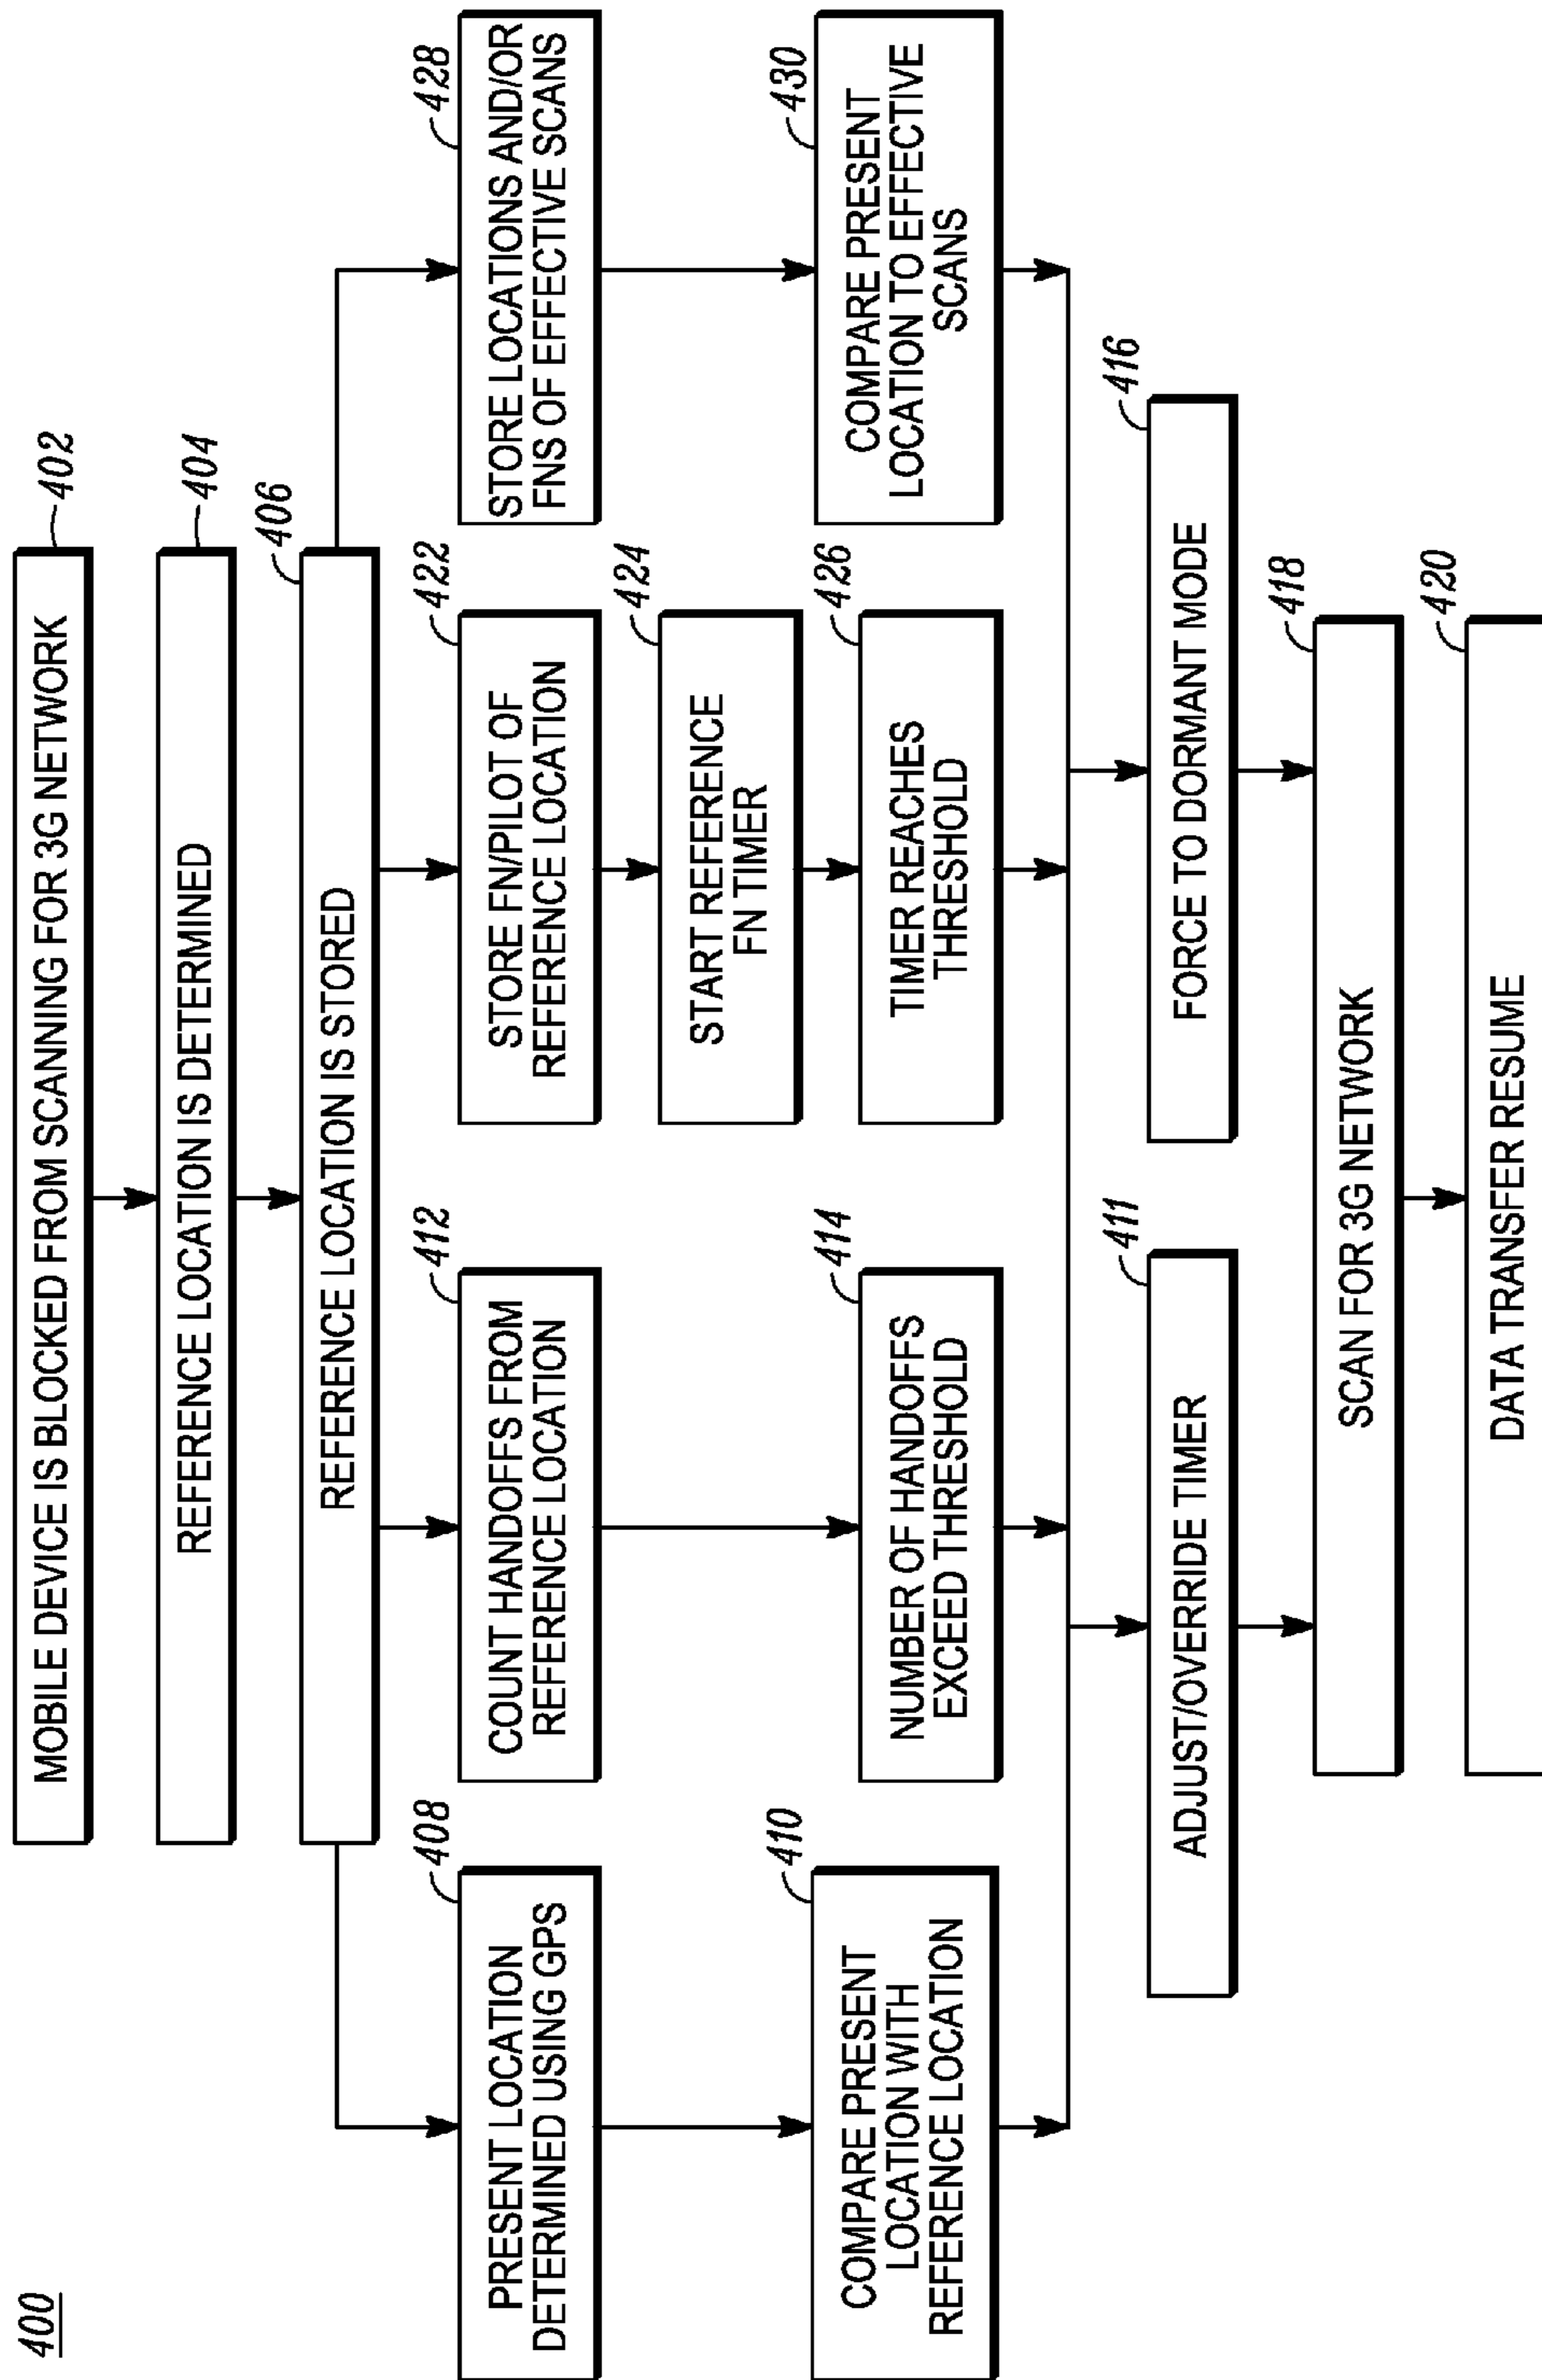 400
MOBILE DEVICE IS BLOCKED FROM SCANNING FOR 3G NETWORK
402
REFERENCE LOCATION IS DETERMINED
404
REFERENCE LOCATION IS STORED
406
408
PRESENT LOCATION
DETERMINED USING GPS
412
COUNT HANDOFFS FROM
REFERENCE LOCATION
422
STORE FN/PILOT OF
REFERENCE LOCATION
428
STORE LOCATIONS AND/OR
FNS OF EFFECTIVE SCANS
424
START REFERENCE
FN TIMER
410
COMPARE PRESENT
LOCATION WITH
REFERENCE LOCATION
414
NUMBER OF HANDOFFS
EXCEED THRESHOLD
426
TIMER REACHES
THRESHOLD
430
COMPARE PRESENT
LOCATION TO EFFECTIVE
SCANS
411
ADJUST/OVERRIDE TIMER
416
FORCE TO DORMANT MODE
418
SCAN FOR 3G NETWORK
420
DATA TRANSFER RESUME